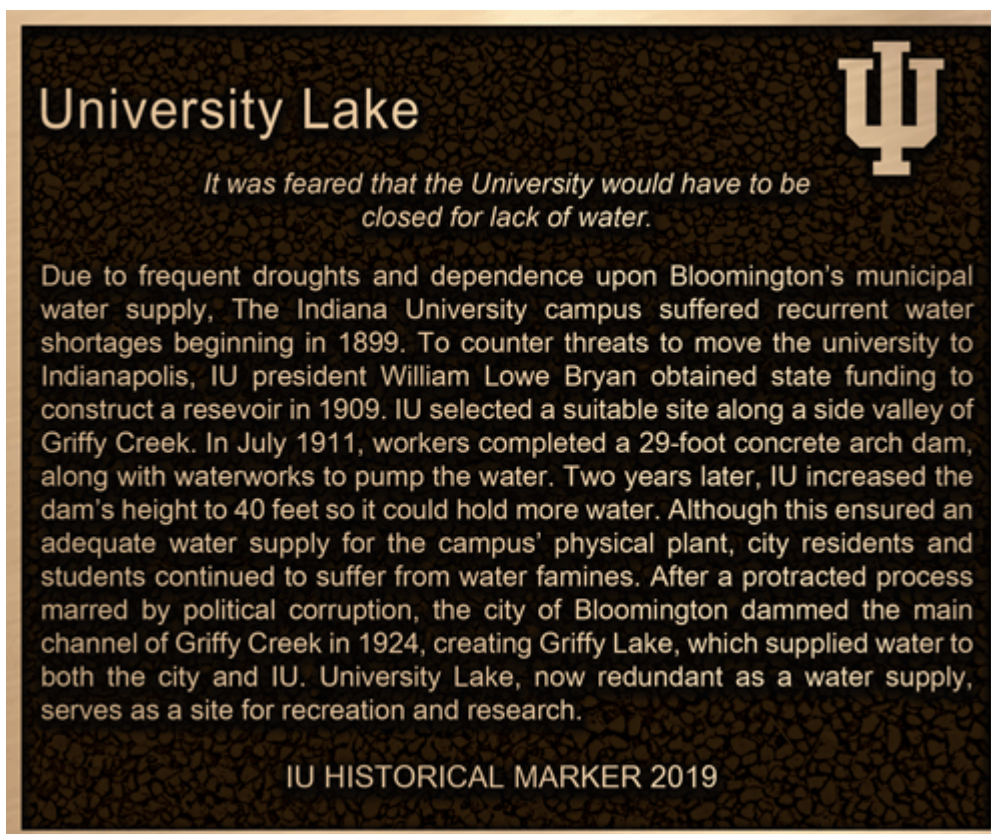 University Lake
It was feared that the University would have to be
closed for lack of water.
Due to frequent droughts and dependence upon Bloomington's municipal
water supply, The Indiana University campus suffered recurrent water
shortages beginning in 1899. To counter threats to move the university to
Indianapolis, IU president William Lowe Bryan obtained state funding to
construct a resevoir in 1909. IU selected a suitable site along a side valley of
Griffy Creek. In July 1911, workers completed a 29-foot concrete arch dam,
along with waterworks to pump the water. Two years later, IU increased the
dam's height to 40 feet so it could hold more water. Although this ensured an
adequate water supply for the campus' physical plant, city residents and
students continued to suffer from water famines. After a protracted process
marred by political corruption, the city of Bloomington dammed the main
channel of Griffy Creek in 1924, creating Griffy Lake, which supplied water to
both the city and IU. University Lake, now redundant as a water supply,
serves as a site for recreation and research.
IU HISTORICAL MARKER 2019